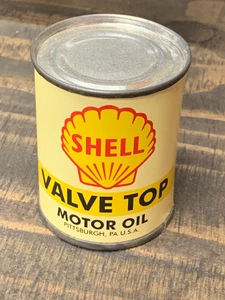 SHELL
VALVE TOP
MOTOR OIL
PITTSBURGH, PA U.S.A.